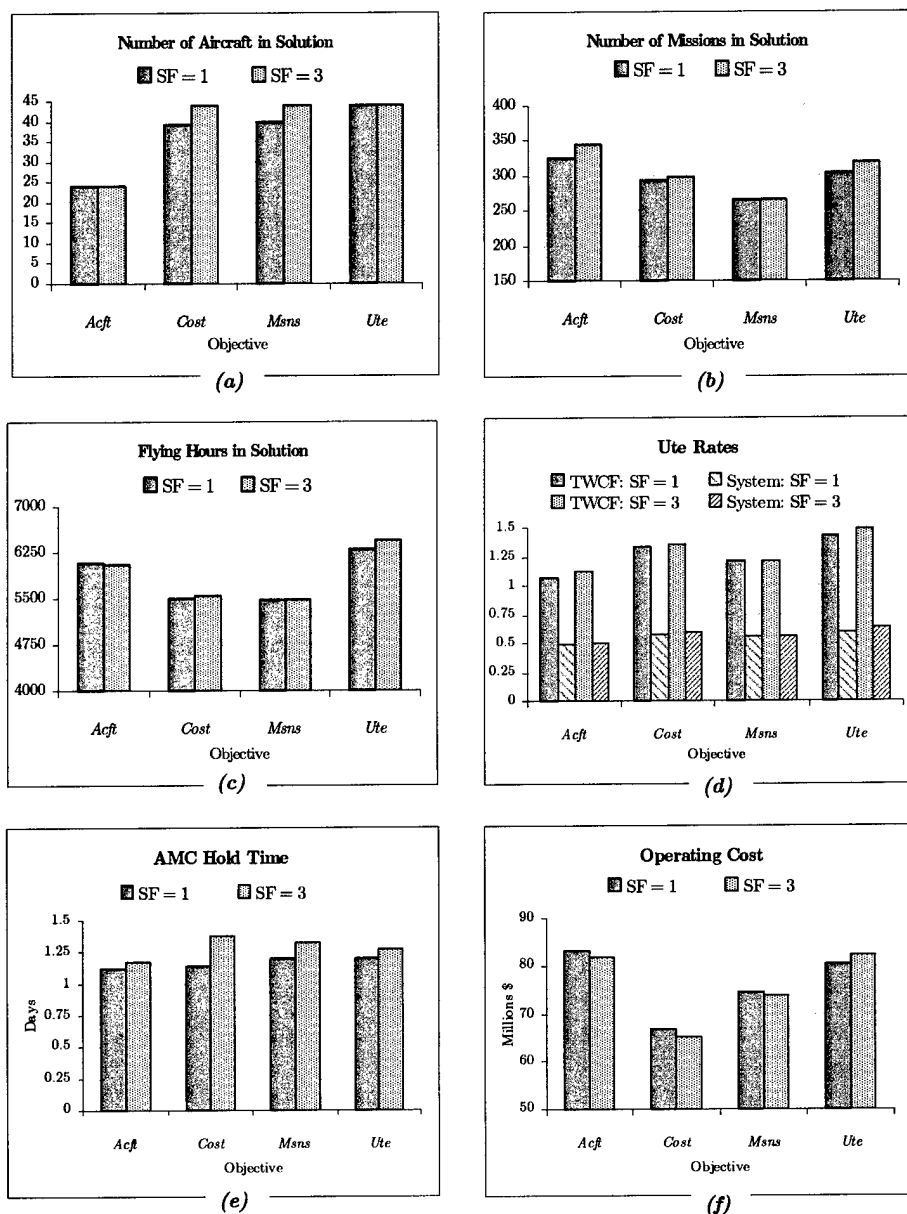 Number of Aircraft in Solution
SF = 1 SF = 3
45
40
35
30
25
20
15
10
5
0
Acft Cost Msns Ute
Objective
(a)
Number of Missions in Solution
SF = 1 SF = 3
400
350
300
250
200
150
Acft Cost Msns Ute
Objective
(b)
Flying Hours in Solution
SF = 1 SF = 3
7000
6250
5500
4750
4000
Acft Cost Msns Ute
Objective
(c)
Ute Rates
TWCF: SF = 1 System: SF = 1
TWCF: SF = 3 System: SF = 3
1.5
1.25
1
0.75
0.5
0.25
0
Acft Cost Msns Ute
Objective
(d)
AMC Hold Time
SF = 1 SF = 3
Days
1.5
1.25
1
0.75
0.5
0.25
0
Acft Cost Msns Ute
Objective
(e)
Operating Cost
SF = 1 SF = 3
Millions $
90
80
70
60
50
Acft Cost Msns Ute
Objective
(f)